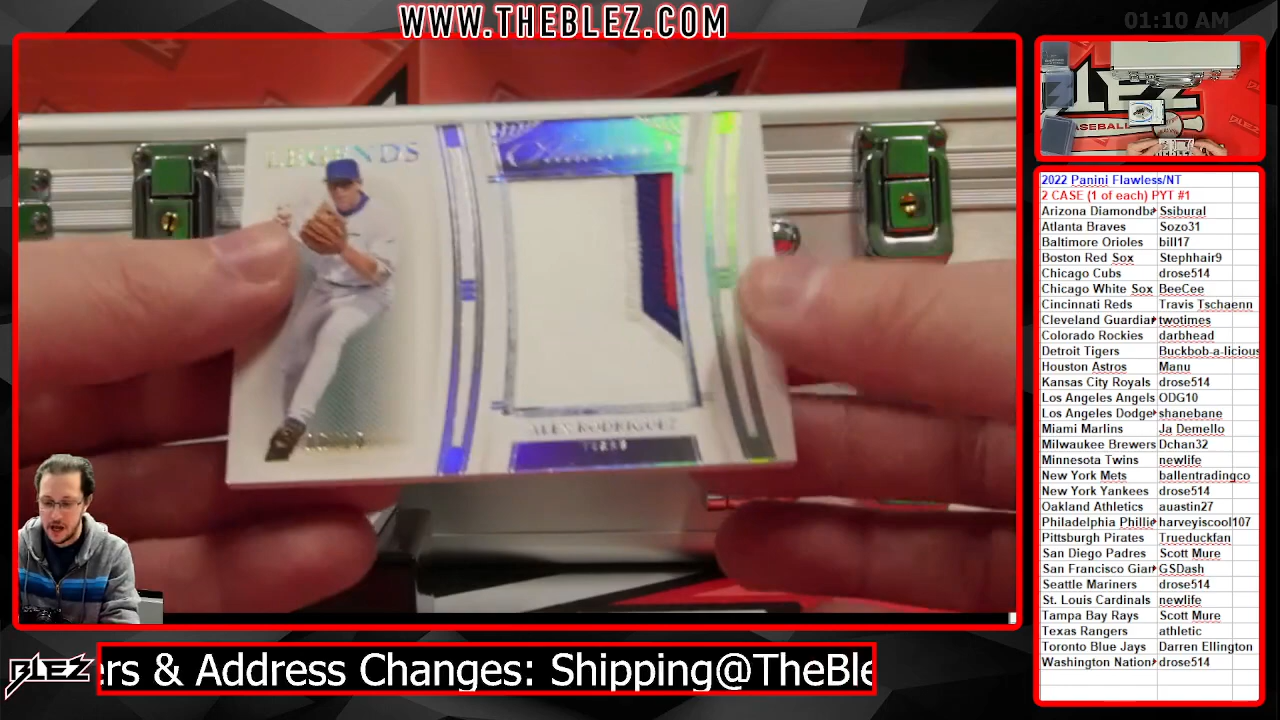 WWW.THEBLEZ.COM
01:10 AM
LEGENDS
ALEX RODRIGUEZ
BLEZ
BASEBALL
2022 Panini Flawless/NT
2 CASE (1 of each) PYT #1
Arizona Diamondba Ssibural
Atlanta Braves Sozo31
Baltimore Orioles bill17
Boston Red Sox Stephhair9
Chicago Cubs drose514
Chicago White Sox BeeCee
Cincinnati Reds Travis Tschaenn
Cleveland Guardia twotimes
Colorado Rockies darbhead
Detroit Tigers Buckbob-a-licious
Houston Astros Manu
Kansas City Royals drose514
Los Angeles Angels ODG10
Los Angeles Dodge shanebane
Miami Marlins Ja Demello
Milwaukee Brewers Dchan32
Minnesota Twins newlife
New York Mets ballentradingco
New York Yankees drose514
Oakland Athletics auastin27
Philadelphia Phillie harveyiscool107
Pittsburgh Pirates Trueduckfan
San Diego Padres Scott Mure
San Francisco Gian GSDash
Seattle Mariners drose514
St. Louis Cardinals newlife
Tampa Bay Rays Scott Mure
Texas Rangers athletic
Toronto Blue Jays Darren Ellington
Washington Nation drose514
BLEZ
ers & Address Changes: Shipping@TheBle